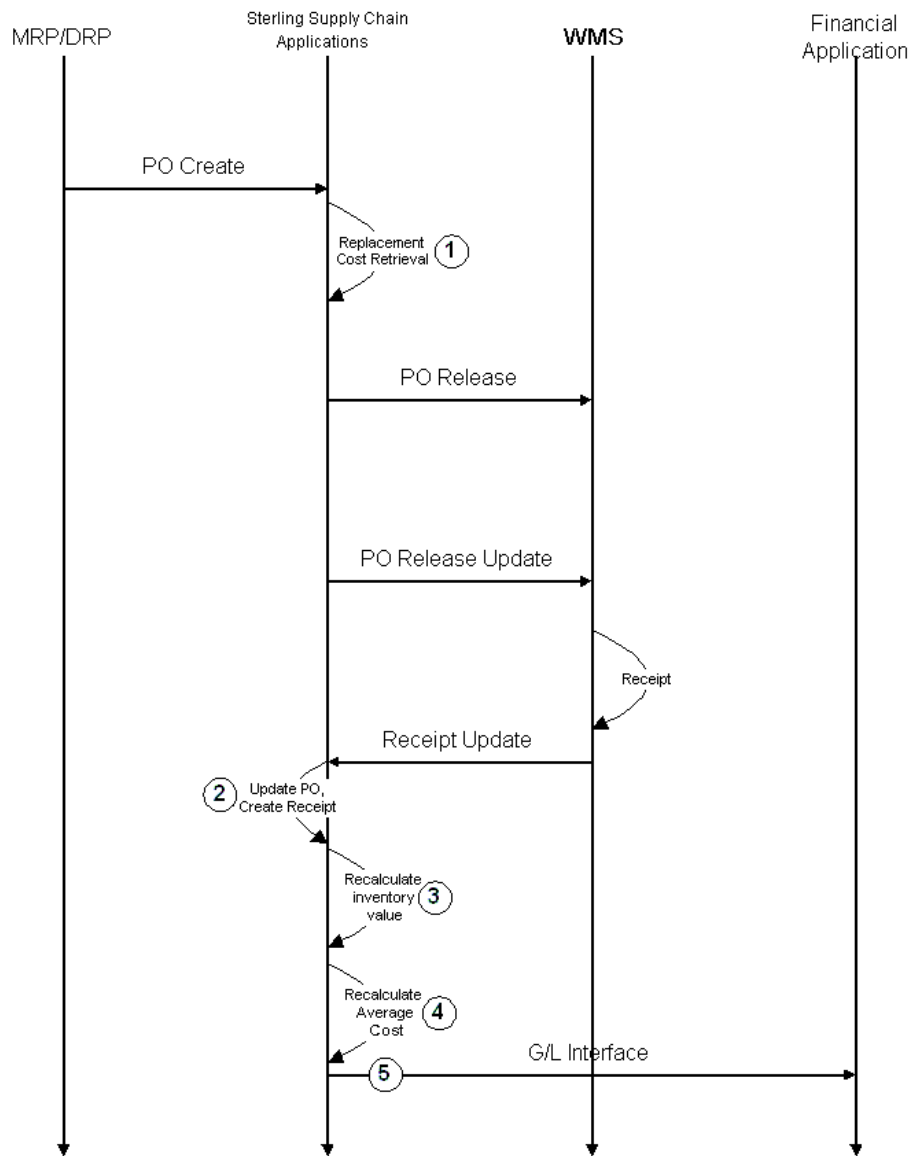 MRP/DRP
Sterling Supply Chain
Applications
WMS
Financial
Application
PO Create
Replacement
Cost Retrieval
1
PO Release
PO Release Update
Receipt
Receipt Update
2
Update PO,
Create Receipt
Recalculate
inventory
value
3
Recalculate
Average
Cost
4
G/L Interface
5